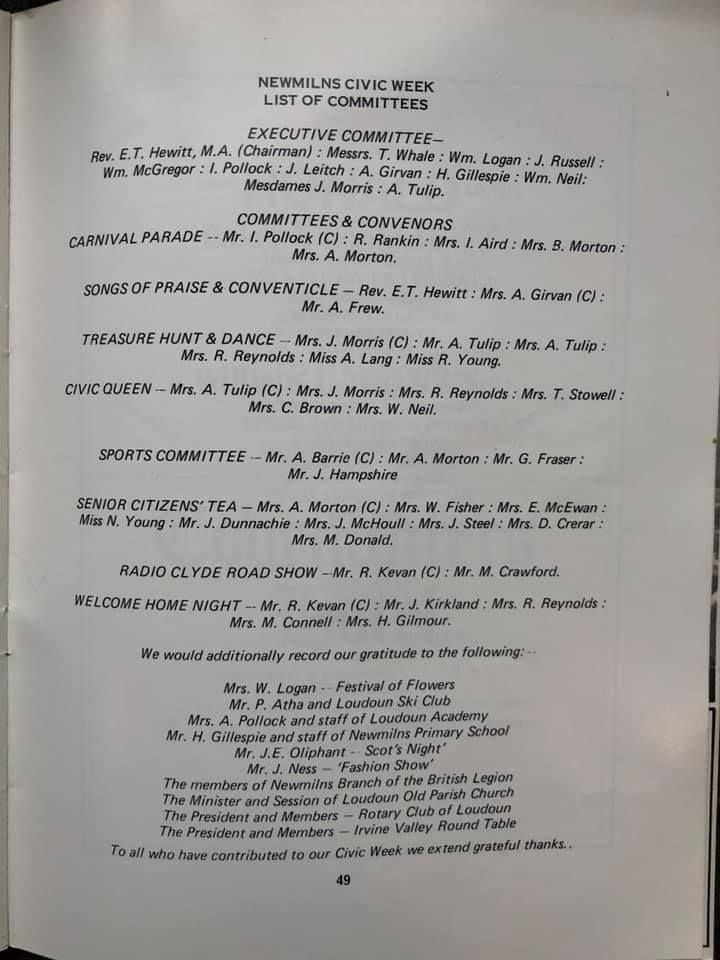 NEWMILNS CIVIC WEEK
LIST OF COMMITTEES
EXECUTIVE COMMITTEE—
Rev. E.T. Hewitt, M.A. (Chairman) : Messrs. T. Whale : Wm. Logan : J. Russell :
Wm. McGregor : I. Pollock : J. Leitch : A. Girvan : H. Gillespie : Wm. Neil:
Mesdames J. Morris : A. Tulip.
COMMITTEES & CONVENORS
CARNIVAL PARADE -- Mr. I. Pollock (C) : R. Rankin : Mrs. I. Aird : Mrs. B. Morton :
Mrs. A. Morton.
SONGS OF PRAISE & CONVENTICLE — Rev. E.T. Hewitt : Mrs. A. Girvan (C) :
Mr. A. Frew.
TREASURE HUNT & DANCE -- Mrs. J. Morris (C) : Mr. A. Tulip : Mrs. A. Tulip :
Mrs. R. Reynolds : Miss A. Lang : Miss R. Young.
CIVIC QUEEN -- Mrs. A. Tulip (C) : Mrs. J. Morris : Mrs. R. Reynolds : Mrs. T. Stowell :
Mrs. C. Brown : Mrs. W. Neil.
SPORTS COMMITTEE -- Mr. A. Barrie (C) : Mr. A. Morton : Mr. G. Fraser :
Mr. J. Hampshire
SENIOR CITIZENS' TEA — Mrs. A. Morton (C) : Mrs. W. Fisher : Mrs. E. McEwan :
Miss N. Young : Mr. J. Dunnachie : Mrs. J. McHoull : Mrs. J. Steel : Mrs. D. Crerar :
Mrs. M. Donald.
RADIO CLYDE ROAD SHOW -- Mr. R. Kevan (C) : Mr. M. Crawford.
WELCOME HOME NIGHT -- Mr. R. Kevan (C) : Mr. J. Kirkland : Mrs. R. Reynolds :
Mrs. M. Connell : Mrs. H. Gilmour.
We would additionally record our gratitude to the following:--
Mrs. W. Logan -- Festival of Flowers
Mr. P. Atha and Loudoun Ski Club
Mrs. A. Pollock and staff of Loudoun Academy
Mr. H. Gillespie and staff of Newmilns Primary School
Mr. J.E. Oliphant -- Scot's Night'
Mr. J. Ness — 'Fashion Show'
The members of Newmilns Branch of the British Legion
The Minister and Session of Loudoun Old Parish Church
The President and Members — Rotary Club of Loudoun
The President and Members — Irvine Valley Round Table
To all who have contributed to our Civic Week we extend grateful thanks..
49